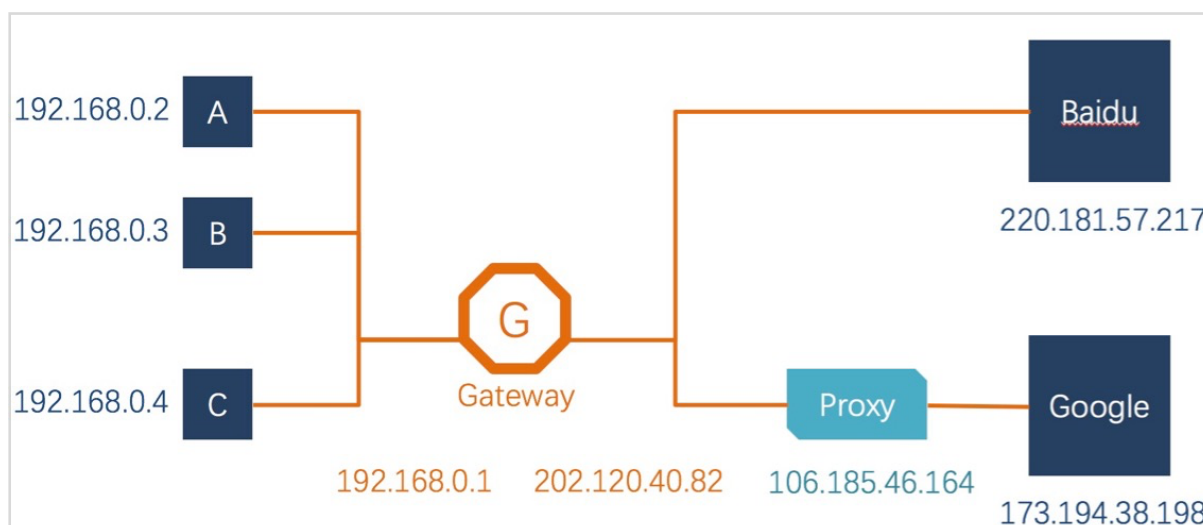 192.168.0.2
A
Baidu
192.168.0.3
B
220.181.57.217
G
Gateway
192.168.0.4
C
Proxy
Google
192.168.0.1
202.120.40.82
106.185.46.164
173.194.38.198